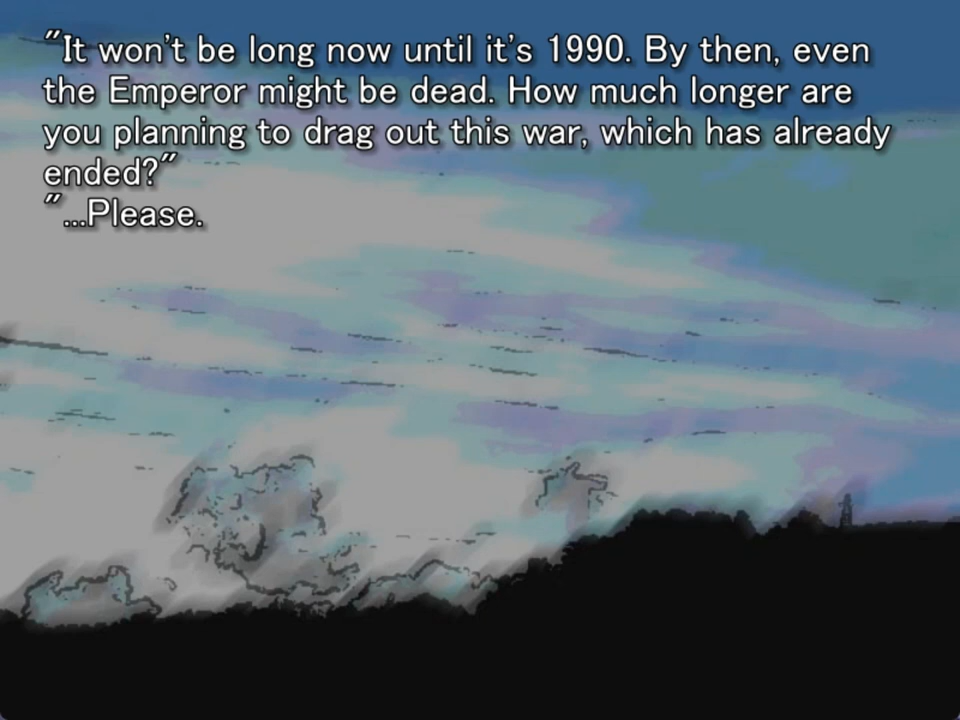 "It won't be long now until it's 1990. By then, even
the Emperor might be dead. How much longer are
you planning to drag out this war, which has already
ended?"
"...Please.